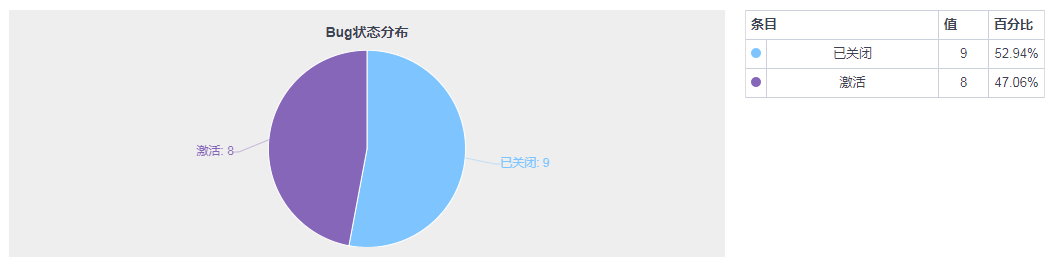 Bug状态分布
激活: 8
已关闭: 9
条目 值 百分比
已关闭 9 52.94%
激活 8 47.06%